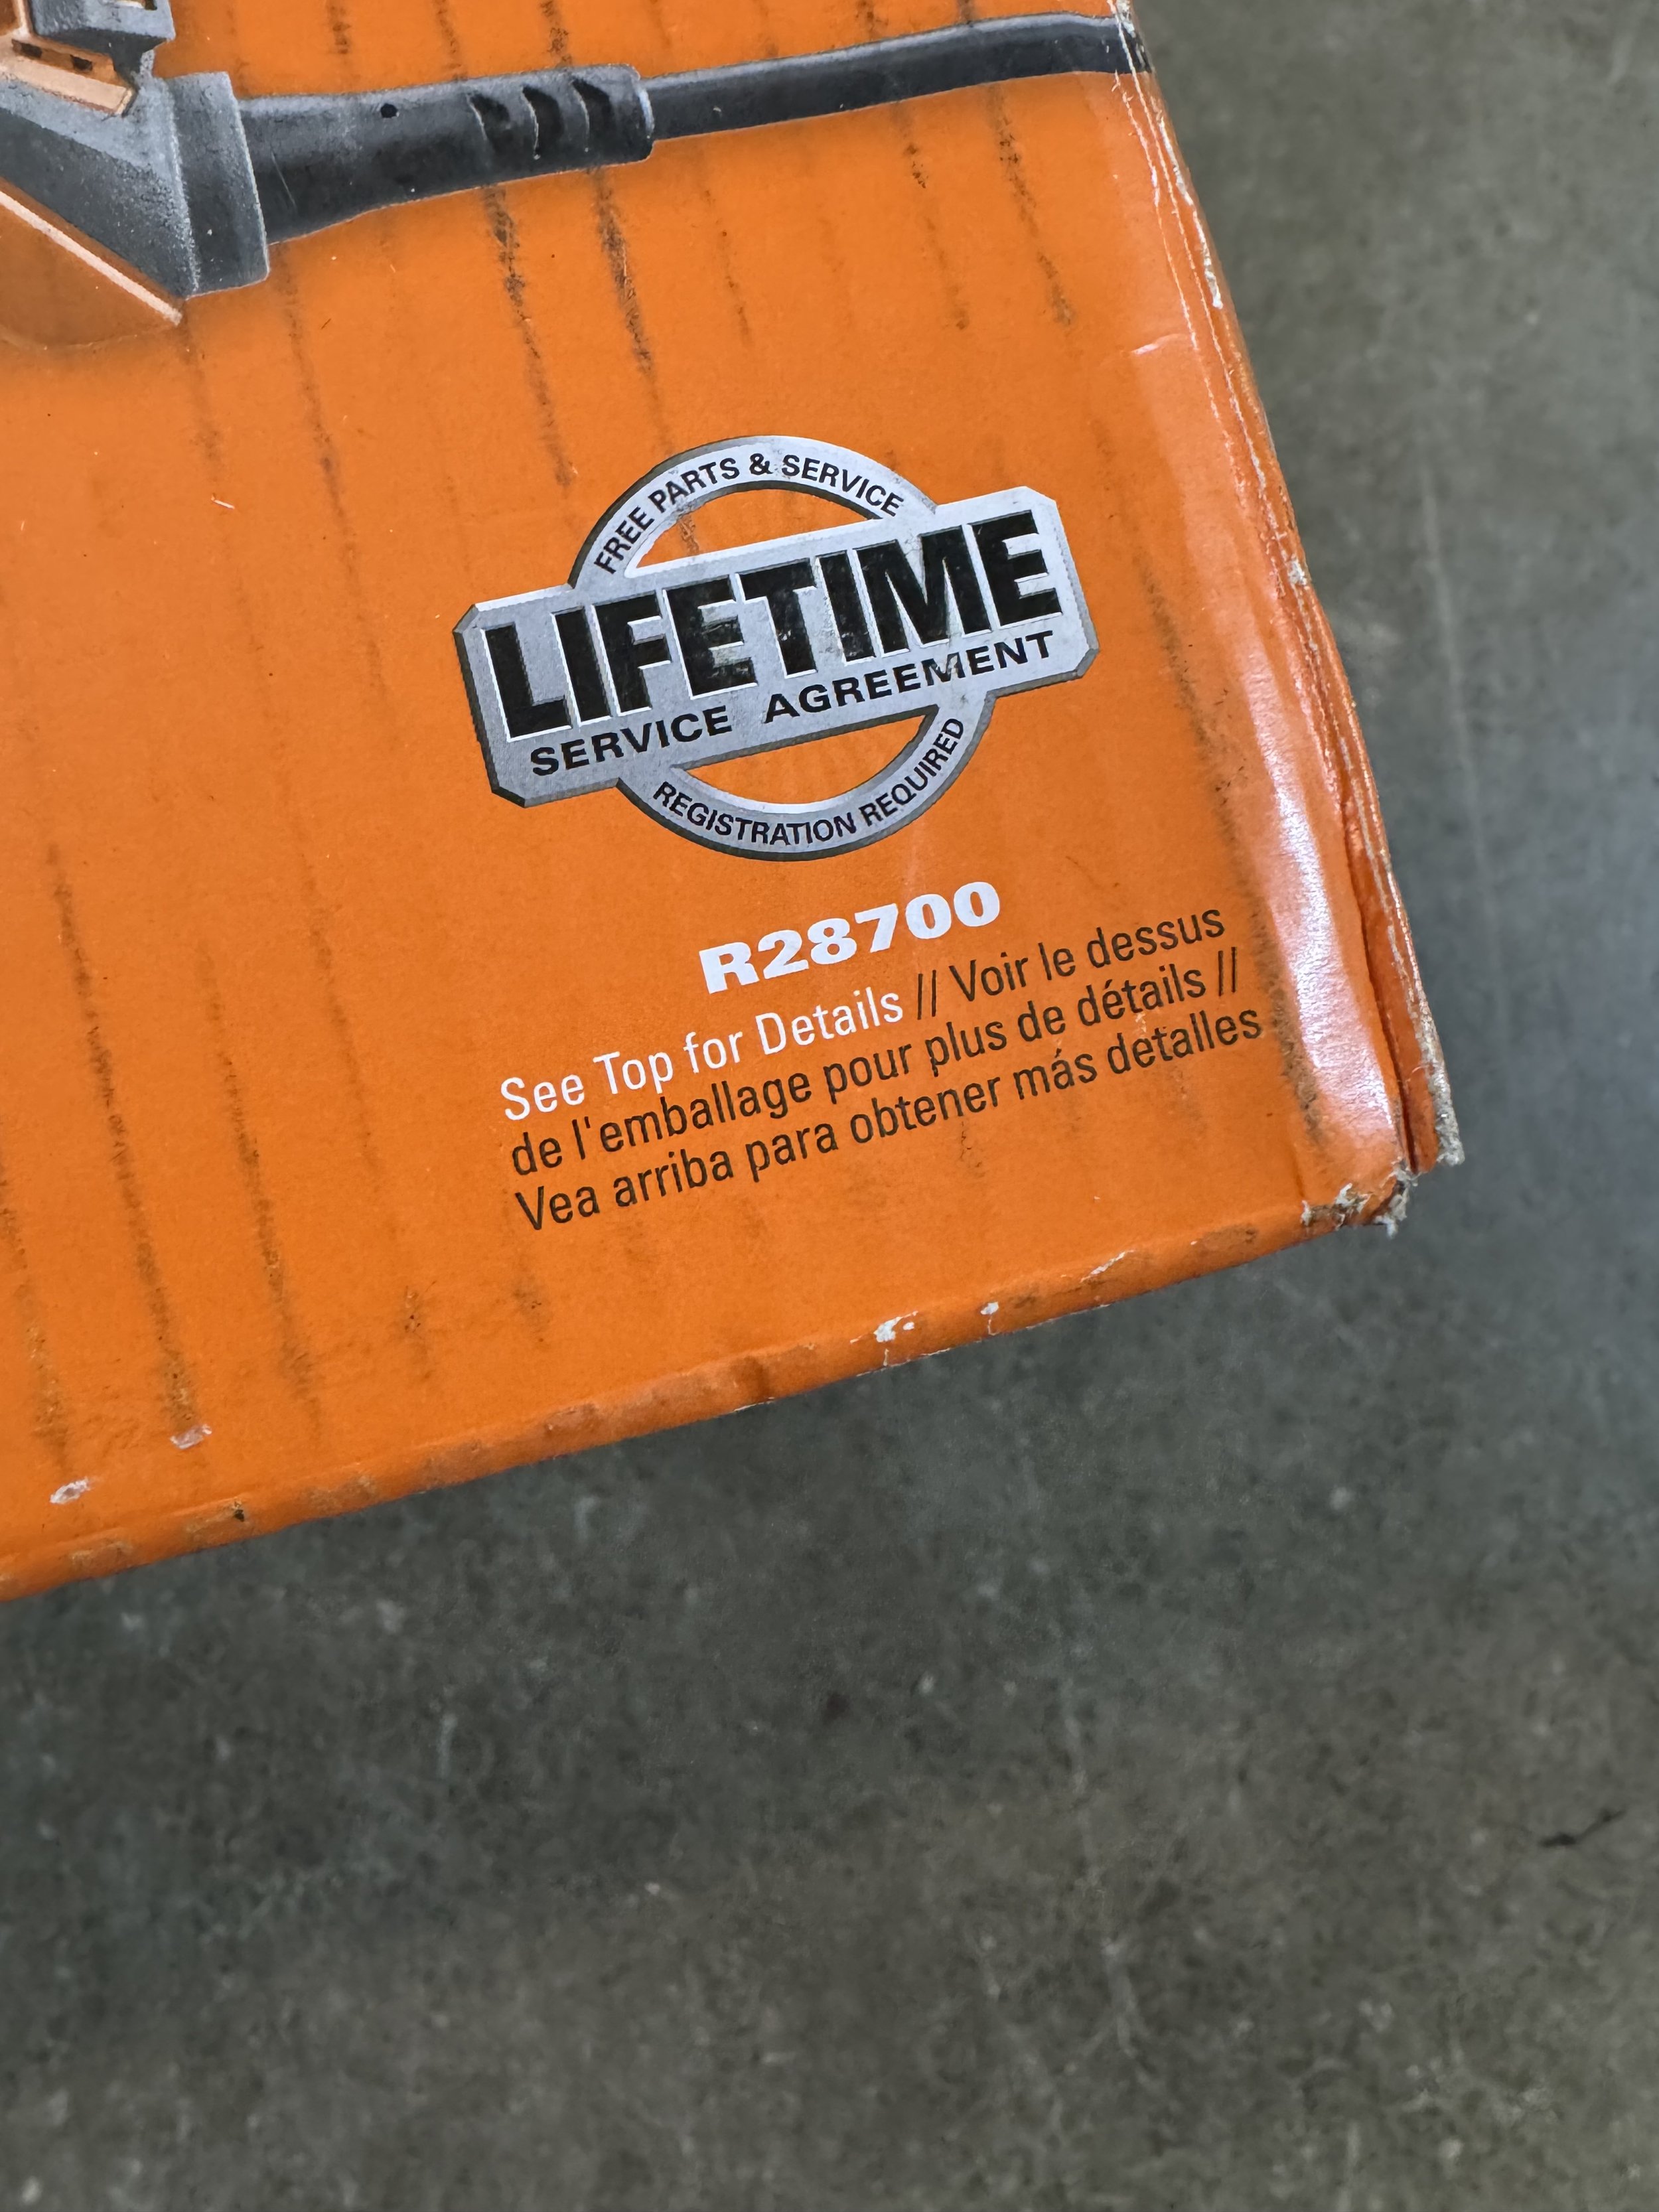 FREE PARTS & SERVICE
LIFETIME
SERVICE AGREEMENT
REGISTRATION REQUIRED
R28700
See Top for Details // Voir le dessus
de l'emballage pour plus de détails //
Vea arriba para obtener más detalles